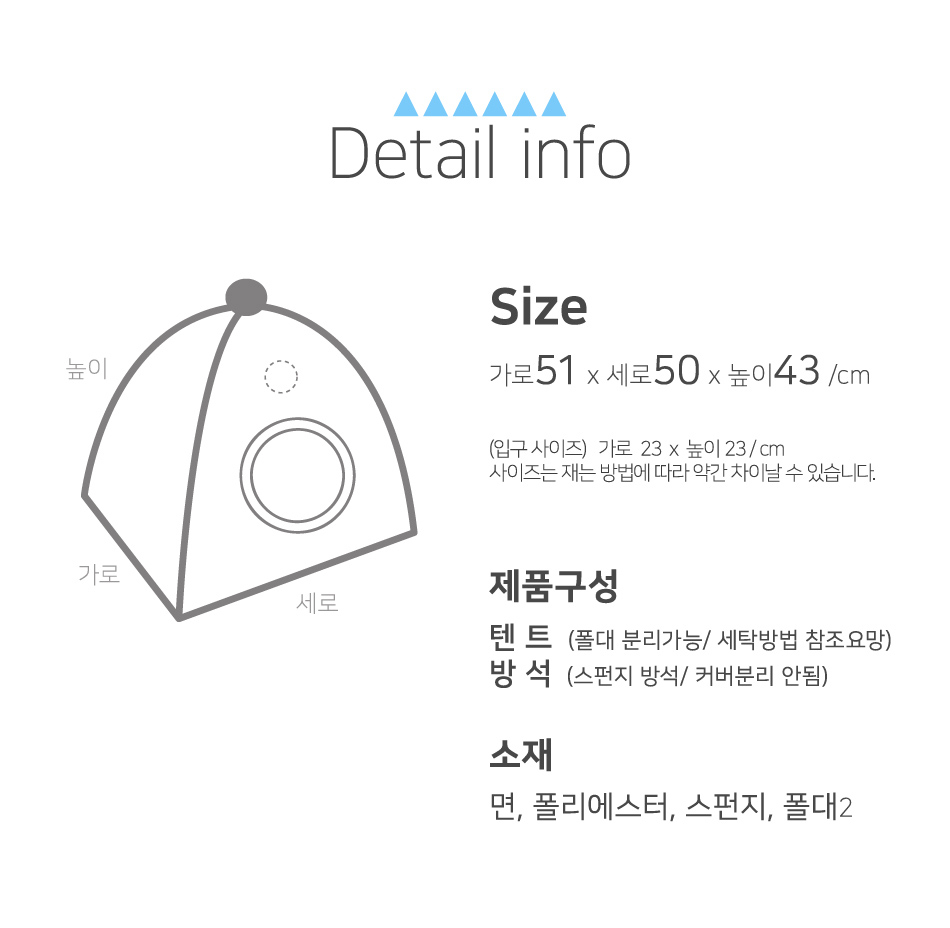 Detail info
높이
가로
세로
Size
가로51 x 세로50 x 높이43 /cm
(입구 사이즈) 가로 23 x 높이 23 / cm
사이즈는 재는 방법에 따라 약간 차이날 수 있습니다.
제품구성
텐 트 (폴대 분리가능/ 세탁방법 참조요망)
방 석 (스펀지 방석/ 커버분리 안됨)
소재
면, 폴리에스터, 스펀지, 폴대2